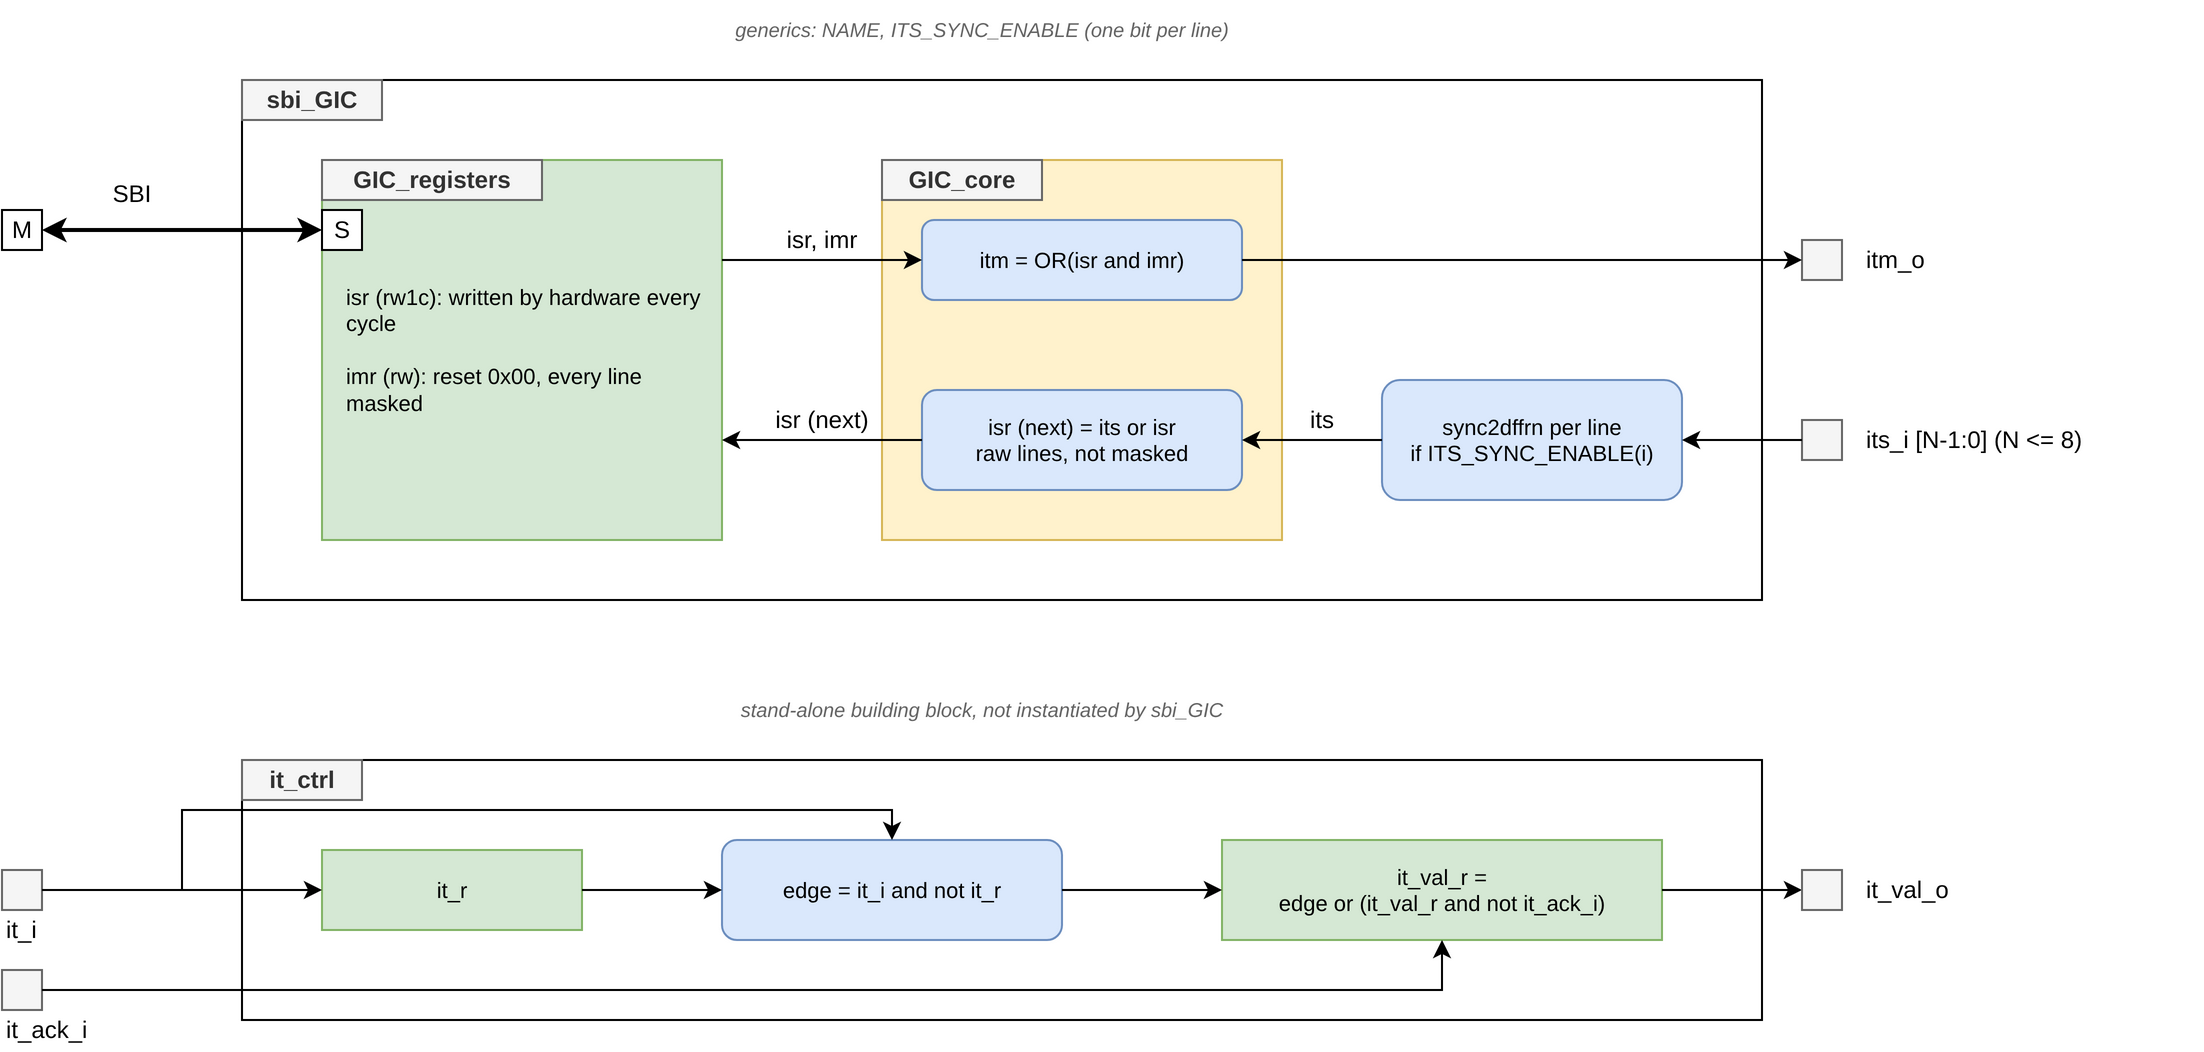 generics: NAME, ITS_SYNC_ENABLE (one bit per line)
sbi_GIC
GIC_registers
GIC_core
SBI
M
S
isr, imr
itm = OR(isr and imr)
itm_o
isr (rw1c): written by hardware every
cycle
imr (rw): reset 0x00, every line
masked
isr (next)
isr (next) = its or isr
raw lines, not masked
its
sync2dffrn per line
if ITS_SYNC_ENABLE(i)
its_i [N-1:0] (N <= 8)
stand-alone building block, not instantiated by sbi_GIC
it_ctrl
it_r
edge = it_i and not it_r
it_val_r =
edge or (it_val_r and not it_ack_i)
it_val_o
it_i
it_ack_i